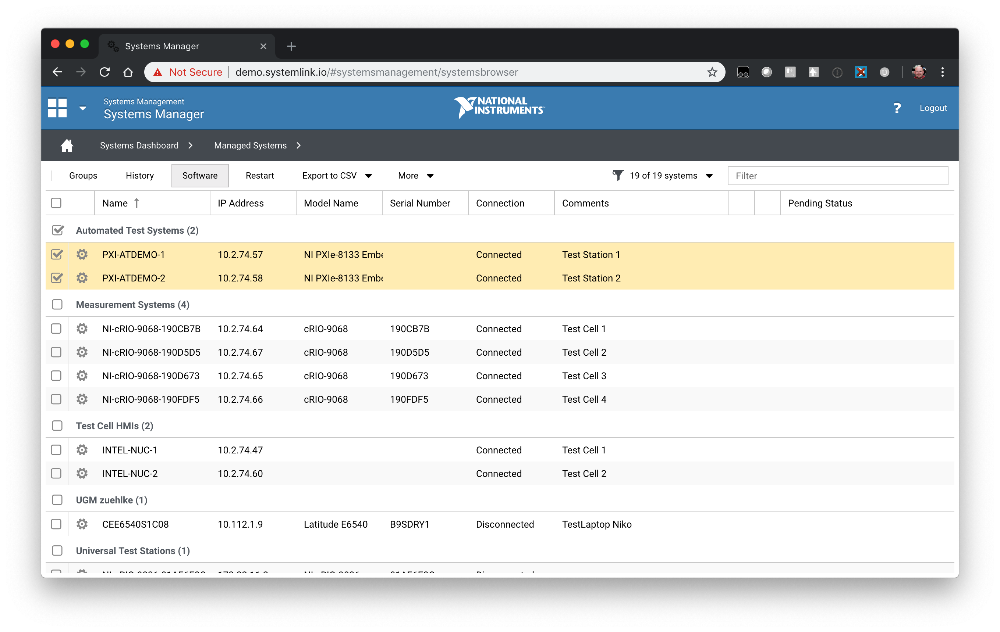 Systems Manager
Not Secure demo.systemlink.io/#systemsmanagement/systemsbrowser
Systems Management
Systems Manager
NATIONAL
INSTRUMENTS™
? Logout
Systems Dashboard Managed Systems
Groups History Software Restart Export to CSV More 19 of 19 systems Filter
Name IP Address Model Name Serial Number Connection Comments Pending Status
Automated Test Systems (2)
PXI-ATDEMO-1 10.2.74.57 NI PXIe-8133 Embe Connected Test Station 1
PXI-ATDEMO-2 10.2.74.58 NI PXIe-8133 Embe Connected Test Station 2
Measurement Systems (4)
NI-cRIO-9068-190CB7B 10.2.74.64 cRIO-9068 190CB7B Connected Test Cell 1
NI-cRIO-9068-190D5D5 10.2.74.67 cRIO-9068 190D5D5 Connected Test Cell 2
NI-cRIO-9068-190D673 10.2.74.65 cRIO-9068 190D673 Connected Test Cell 3
NI-cRIO-9068-190FDF5 10.2.74.66 cRIO-9068 190FDF5 Connected Test Cell 4
Test Cell HMIs (2)
INTEL-NUC-1 10.2.74.47 Connected Test Cell 1
INTEL-NUC-2 10.2.74.60 Connected Test Cell 2
UGM zuehlke (1)
CEE6540S1C08 10.112.1.9 Latitude E6540 B9SDRY1 Disconnected TestLaptop Niko
Universal Test Stations (1)